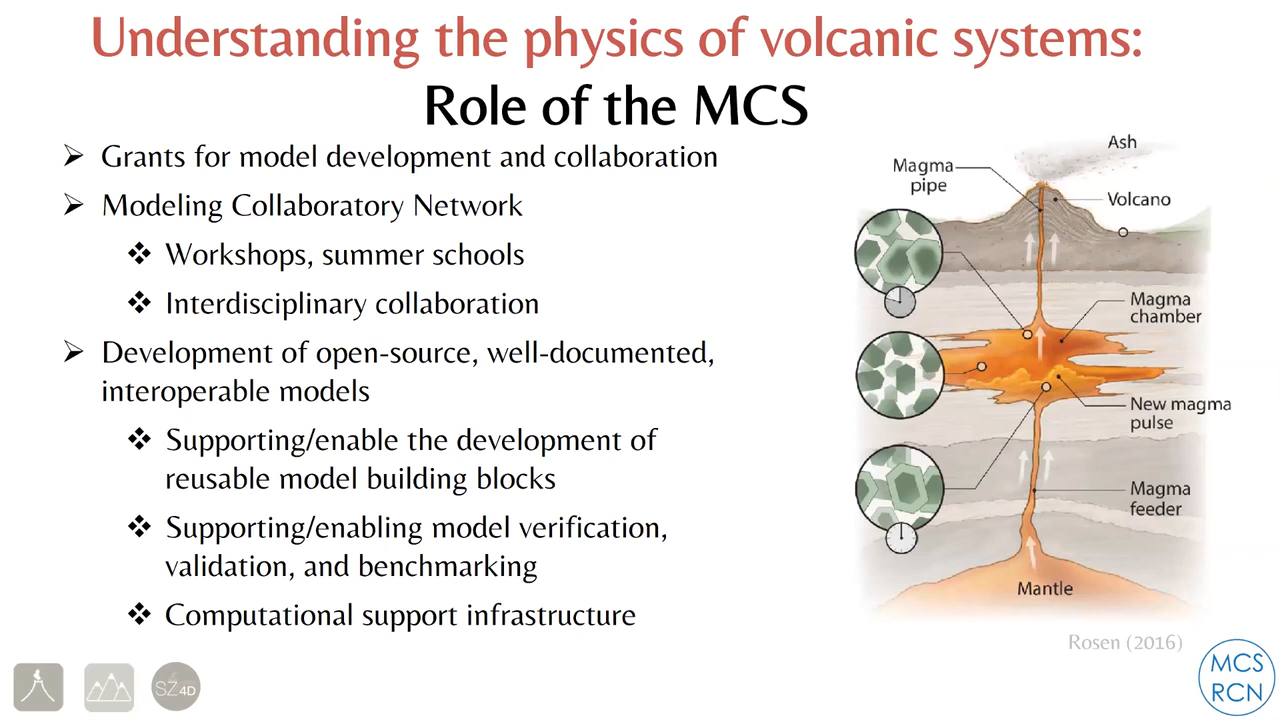 Understanding the physics of volcanic systems:
Role of the MCS
➢ Grants for model development and collaboration
➢ Modeling Collaboratory Network
❖ Workshops, summer schools
❖ Interdisciplinary collaboration
➢ Development of open-source, well-documented,
interoperable models
❖ Supporting/enable the development of
reusable model building blocks
❖ Supporting/enabling model verification,
validation, and benchmarking
❖ Computational support infrastructure
Ash
Magma
pipe
Volcano
Magma
chamber
New magma
pulse
Magma
feeder
Mantle
Rosen (2016)
SZ4D
MCS
RCN